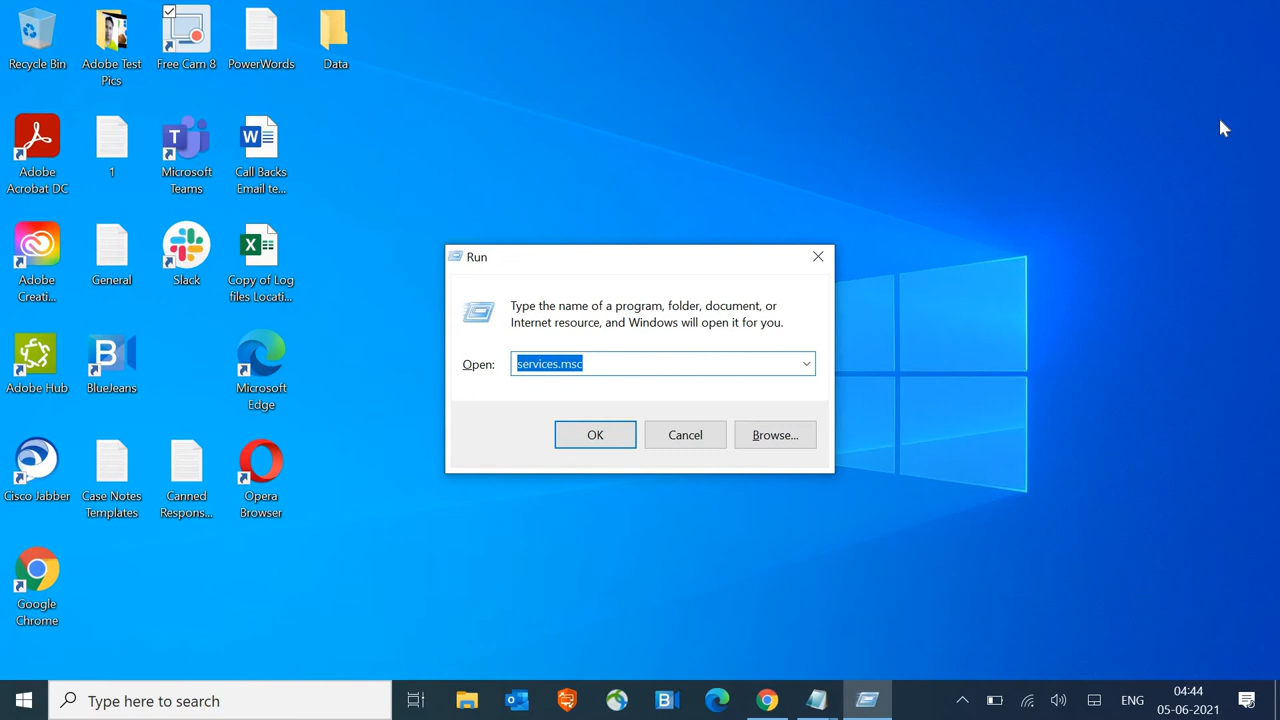 Recycle Bin
Adobe Test
Pics
Free Cam 8
PowerWords
Data
Adobe
Acrobat DC
1
Microsoft
Teams
Call Backs
Email te...
Adobe
Creati...
General
Slack
Copy of Log
files Locati...
Adobe Hub
BlueJeans
Microsoft
Edge
Cisco Jabber
Case Notes
Templates
Canned
Respons...
Opera
Browser
Google
Chrome
Run
Type the name of a program, folder, document, or
Internet resource, and Windows will open it for you.
Open: services.msc
OK Cancel Browse...
Type here to search
ENG
04:44
05-06-2021